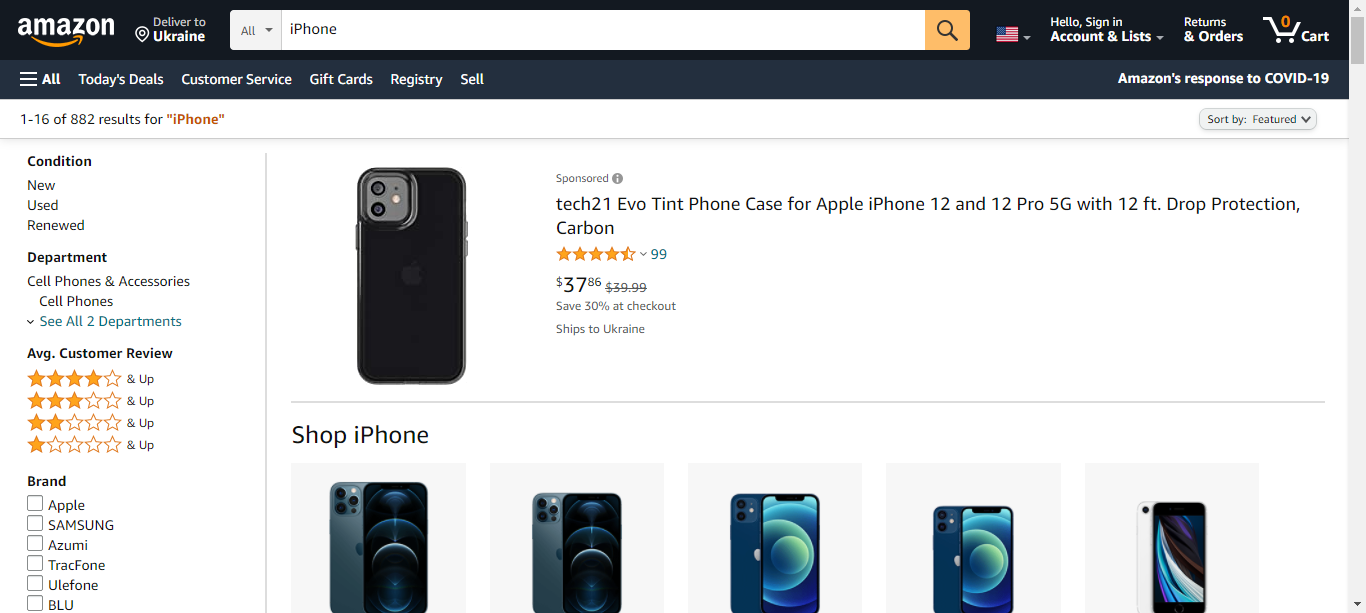 amazon
Deliver to
Ukraine
All
iPhone
Hello, Sign in
Account & Lists
Returns
& Orders
0
Cart
All
Today's Deals
Customer Service
Gift Cards
Registry
Sell
Amazon's response to COVID-19
1-16 of 882 results for "iPhone"
Sort by: Featured
Condition
New
Used
Renewed
Department
Cell Phones & Accessories
Cell Phones
See All 2 Departments
Avg. Customer Review
& Up
& Up
& Up
& Up
Brand
Apple
SAMSUNG
Azumi
TracFone
Ulefone
BLU
Sponsored
tech21 Evo Tint Phone Case for Apple iPhone 12 and 12 Pro 5G with 12 ft. Drop Protection,
Carbon
99
$3786 $39.99
Save 30% at checkout
Ships to Ukraine
Shop iPhone